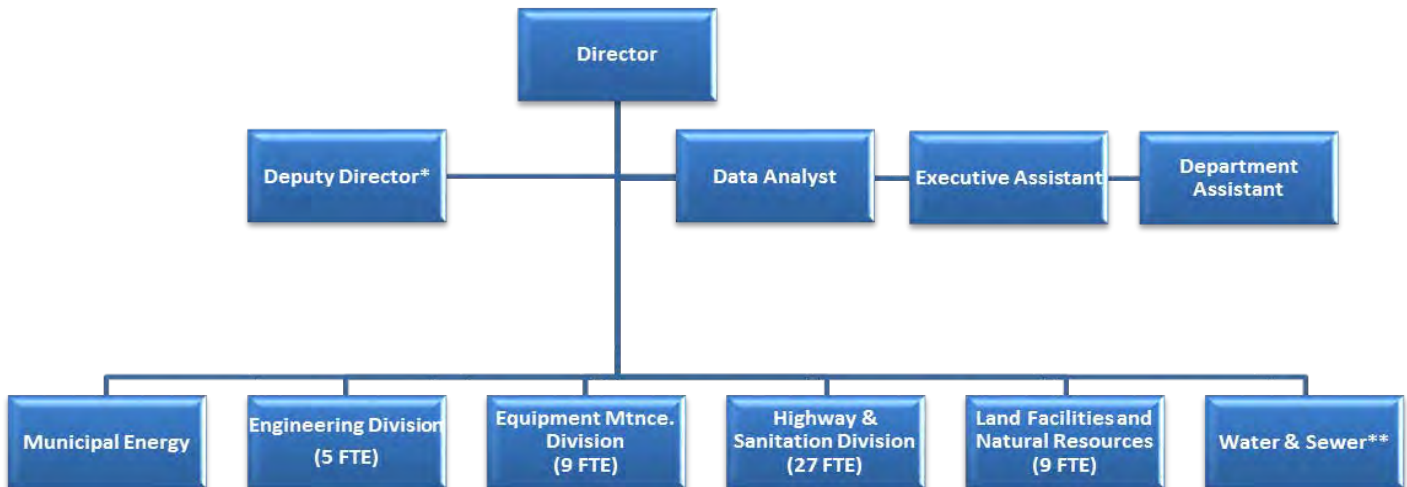 Director
Deputy Director*
Data Analyst
Executive Assistant
Department
Assistant
Municipal Energy
Engineering Division
(5 FTE)
Equipment Mtnce.
Division
(9 FTE)
Highway &
Sanitation Division
(27 FTE)
Land Facilities and
Natural Resources
(9 FTE)
Water & Sewer**